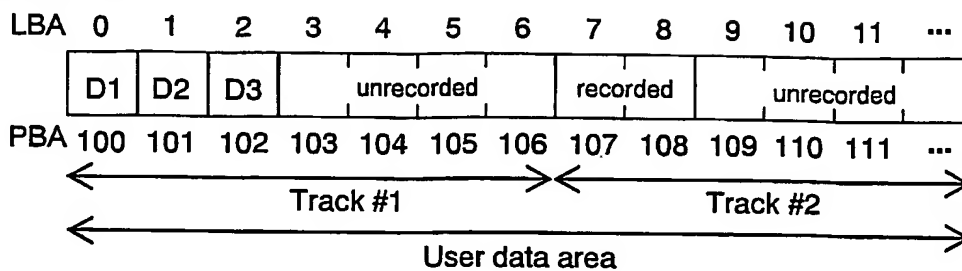 LBA 0 1 2 3 4 5 6 7 8 9 10 11 ...
D1 D2 D3 unrecorded recorded unrecorded
PBA 100 101 102 103 104 105 106 107 108 109 110 111 ...
Track #1 Track #2
User data area